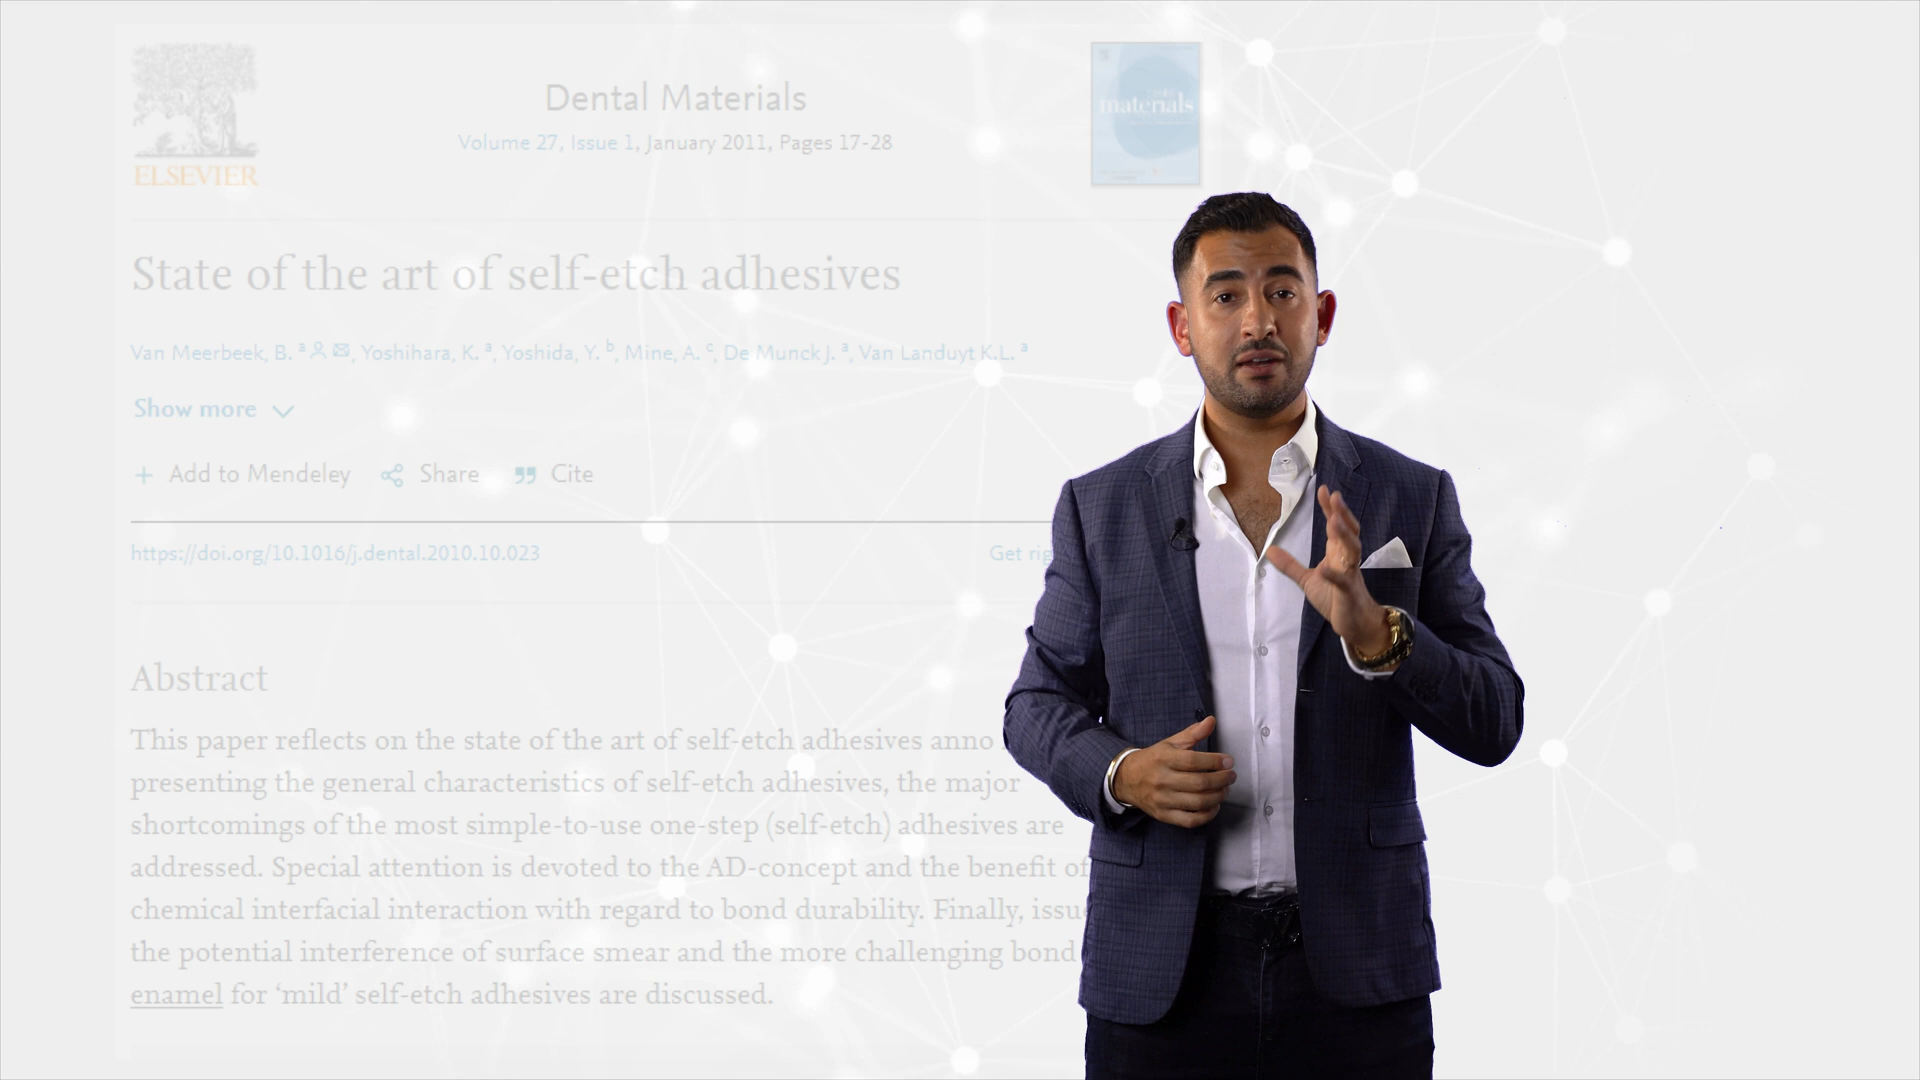 ELSEVIER
Dental Materials
Volume 27, Issue 1, January 2011, Pages 17-28
materials
State of the art of self-etch adhesives
Van Meerbeek, B. a, Yoshihara, K. a, Yoshida, Y. b, Mine, A. c, De Munck J. a, Van Landuyt K.L. a
Show more
+ Add to Mendeley Share Cite
https://doi.org/10.1016/j.dental.2010.10.023
Get rig
Abstract
This paper reflects on the state of the art of self-etch adhesives anno
presenting the general characteristics of self-etch adhesives, the major
shortcomings of the most simple-to-use one-step (self-etch) adhesives are
addressed. Special attention is devoted to the AD-concept and the benefit of
chemical interfacial interaction with regard to bond durability. Finally, issue
the potential interference of surface smear and the more challenging bond
enamel for ‘mild’ self-etch adhesives are discussed.